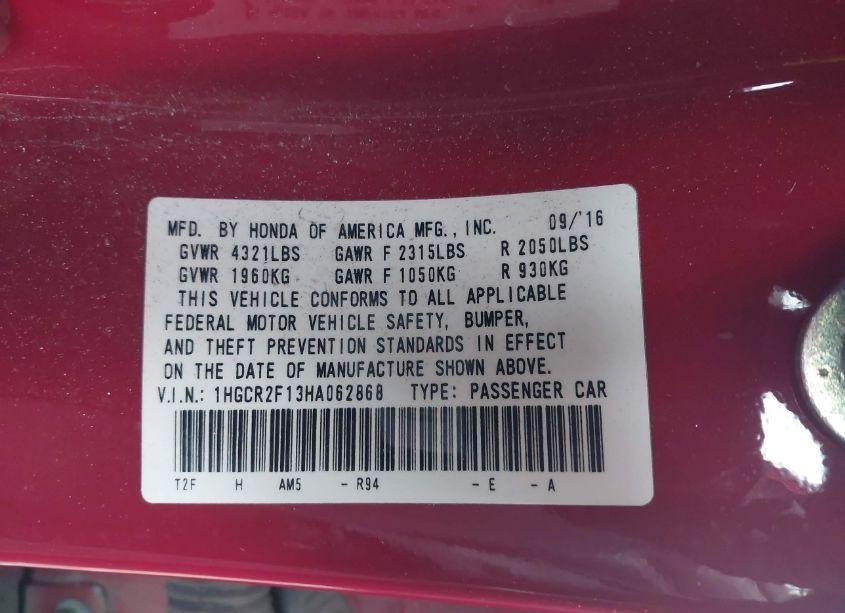 MFD. BY HONDA OF AMERICA MFG., INC. 09/'16
GVWR 4321LBS GAWR F 2315LBS R 2050LBS
GVWR 1960KG GAWR F 1050KG R 930KG
THIS VEHICLE CONFORMS TO ALL APPLICABLE
FEDERAL MOTOR VEHICLE SAFETY, BUMPER,
AND THEFT PREVENTION STANDARDS IN EFFECT
ON THE DATE OF MANUFACTURE SHOWN ABOVE.
V.I.N.: 1HGCR2F13HA062868 TYPE: PASSENGER CAR
T2F H AM5 - R94 - E - A